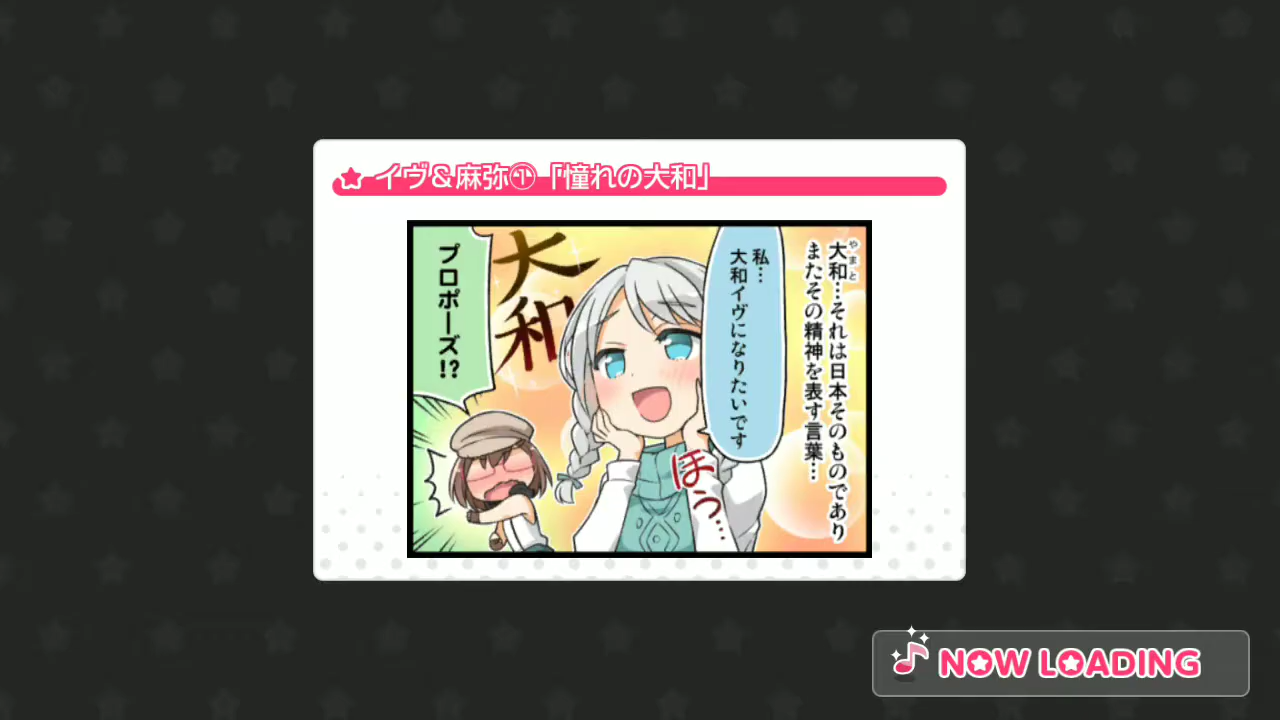 イヴ&麻弥①「憧れの大和」
大和…それは日本そのものであり
やまと
またその精神を表す言葉…
私…
大和イヴになりたいです
ほう…
大和
プロポーズ!?
NOW LOADING